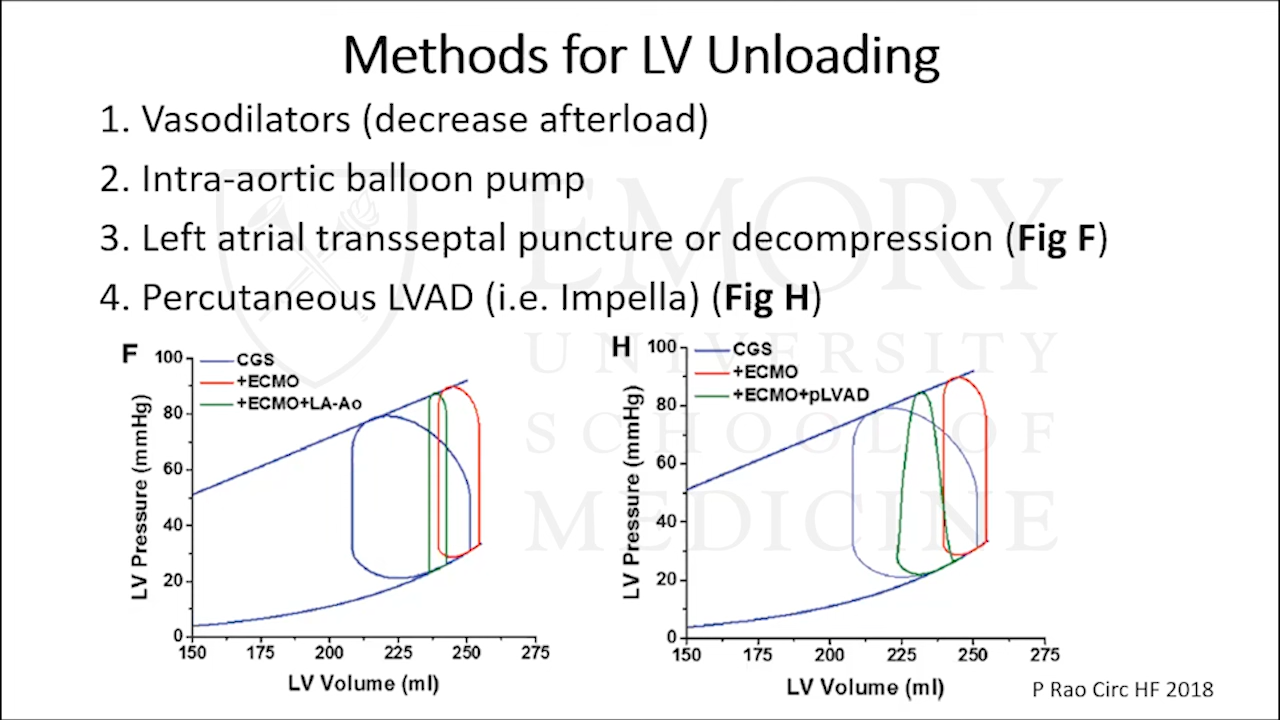 Methods for LV Unloading
1. Vasodilators (decrease afterload)
2. Intra-aortic balloon pump
3. Left atrial transseptal puncture or decompression (Fig F)
4. Percutaneous LVAD (i.e. Impella) (Fig H)
EMORY
UNIVERSITY
SCHOOL OF
MEDICINE
F
CGS
+ECMO
+ECMO+LA-Ao
LV Pressure (mmHg)
100
80
60
40
20
0
150 175 200 225 250 275
LV Volume (ml)
H
CGS
+ECMO
+ECMO+pLVAD
LV Pressure (mmHg)
100
80
60
40
20
0
150 175 200 225 250 275
LV Volume (ml)
P Rao Circ HF 2018